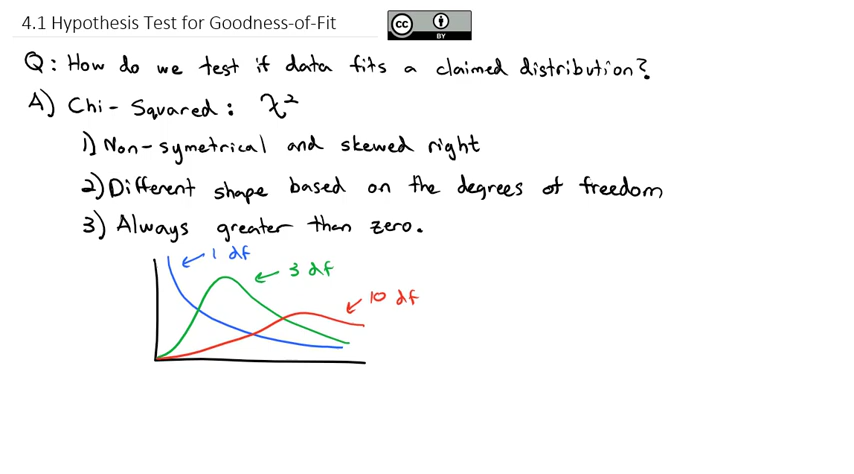 4.1 Hypothesis Test for Goodness-of-Fit
cc BY
Q: How do we test if data fits a claimed distribution?
A) Chi-Squared: χ²
1) Non-symetrical and skewed right
2) Different shape based on the degrees of freedom
3) Always greater than zero.
1 df
3 df
10 df